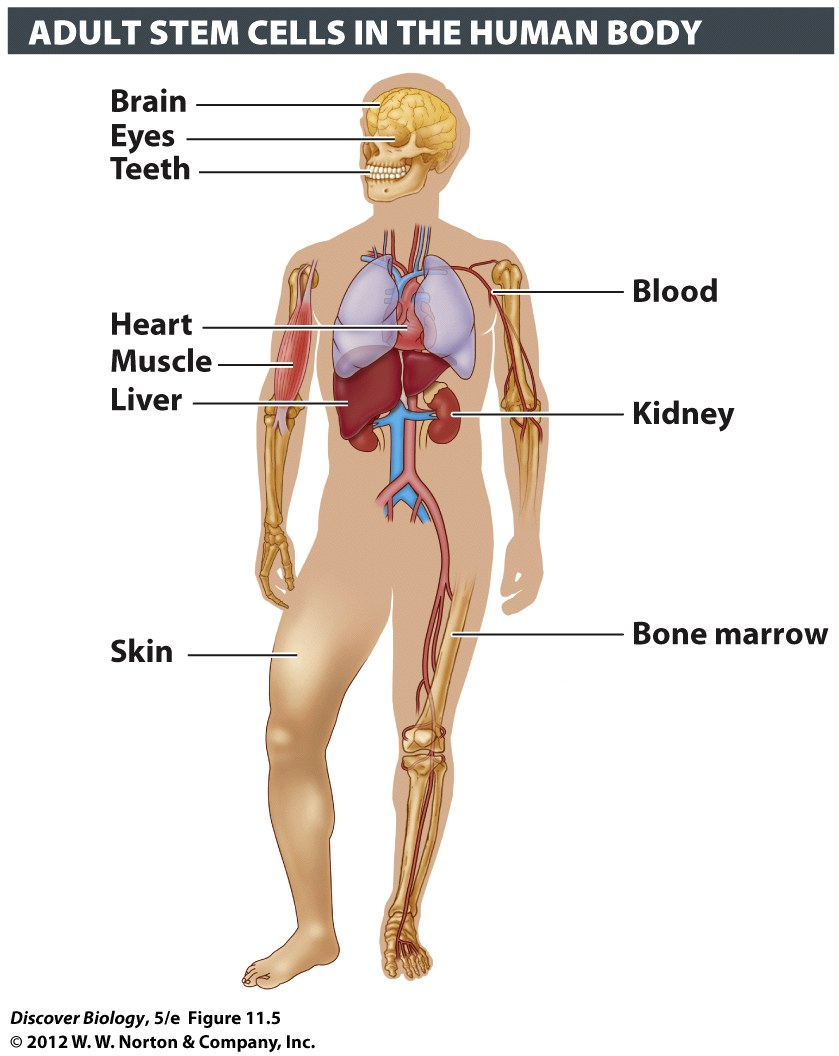 ADULT STEM CELLS IN THE HUMAN BODY
Brain
Eyes
Teeth
Blood
Heart
Muscle
Liver
Kidney
Bone marrow
Skin
Discover Biology, 5/e Figure 11.5
© 2012 W. W. Norton & Company, Inc.